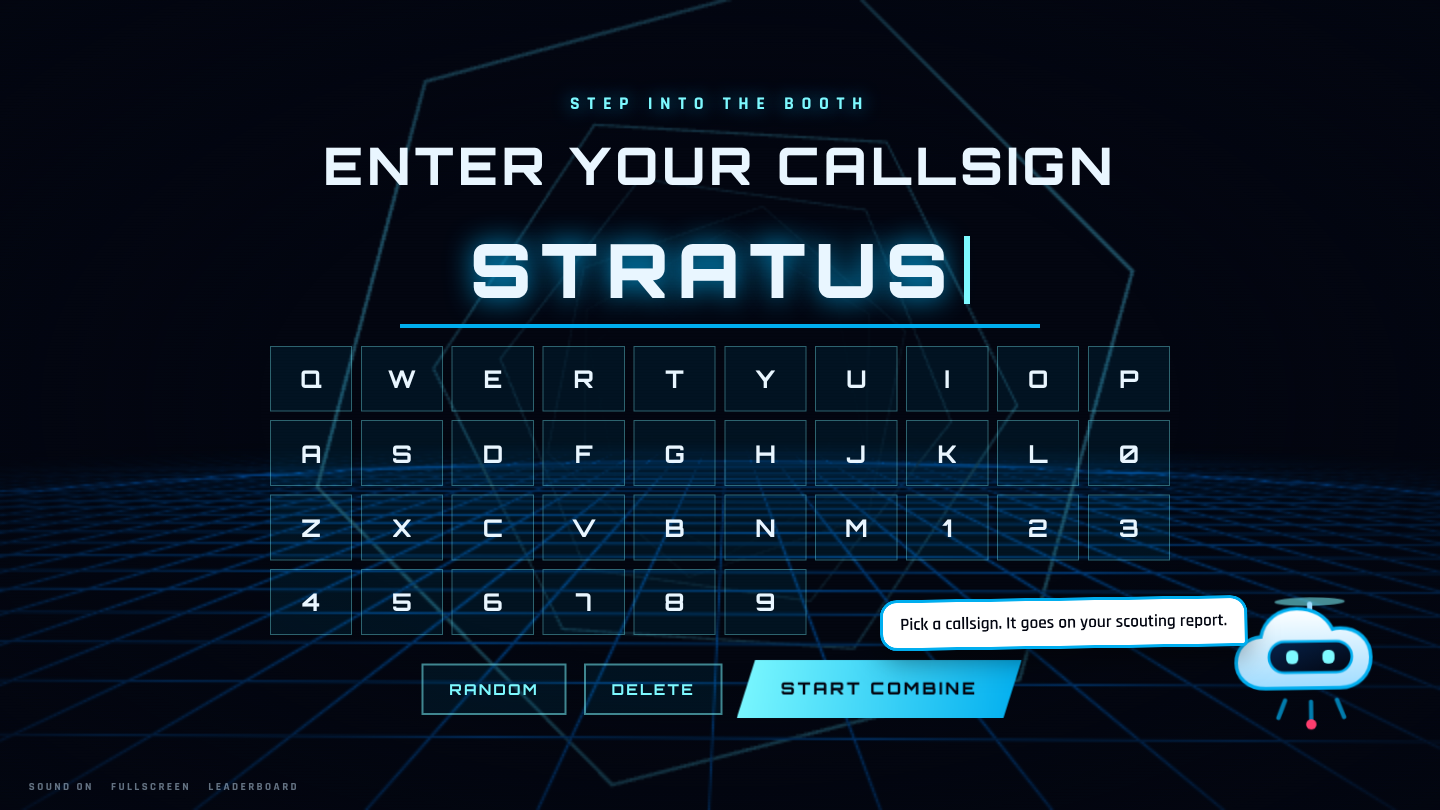 STEP INTO THE BOOTH
ENTER YOUR CALLSIGN
STRATUS
Q W E R T Y U I O P
A S D F G H J K L 0
Z X C V B N M 1 2 3
4 5 6 7 8 9
Pick a callsign. It goes on your scouting report.
RANDOM DELETE START COMBINE
SOUND ON FULLSCREEN LEADERBOARD